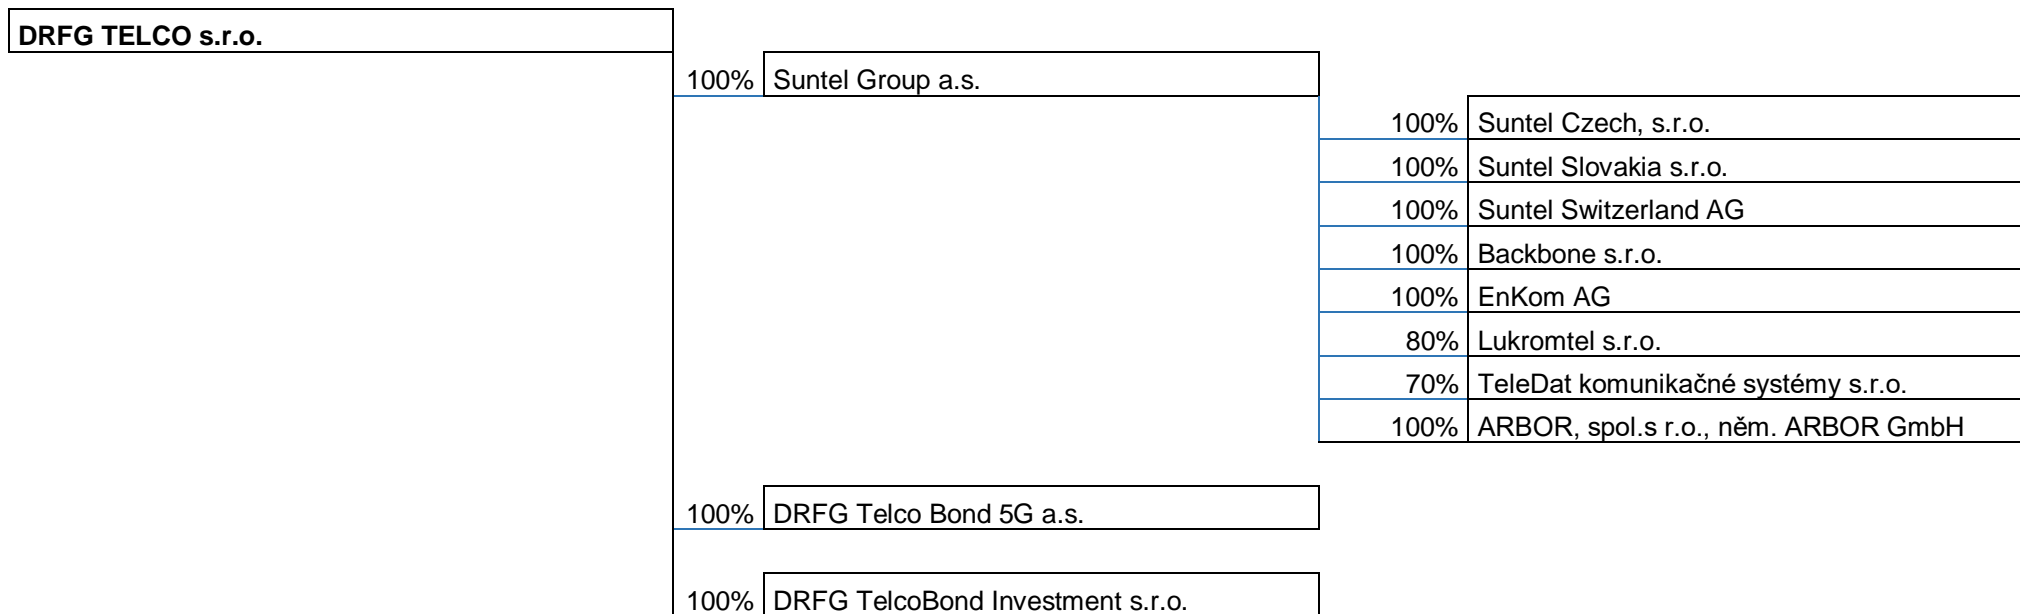 DRFG TELCO s.r.o.
100% Suntel Group a.s.
100% Suntel Czech, s.r.o.
100% Suntel Slovakia s.r.o.
100% Suntel Switzerland AG
100% Backbone s.r.o.
100% EnKom AG
80% Lukromtel s.r.o.
70% TeleDat komunikačné systémy s.r.o.
100% ARBOR, spol.s r.o., něm. ARBOR GmbH
100% DRFG Telco Bond 5G a.s.
100% DRFG TelcoBond Investment s.r.o.